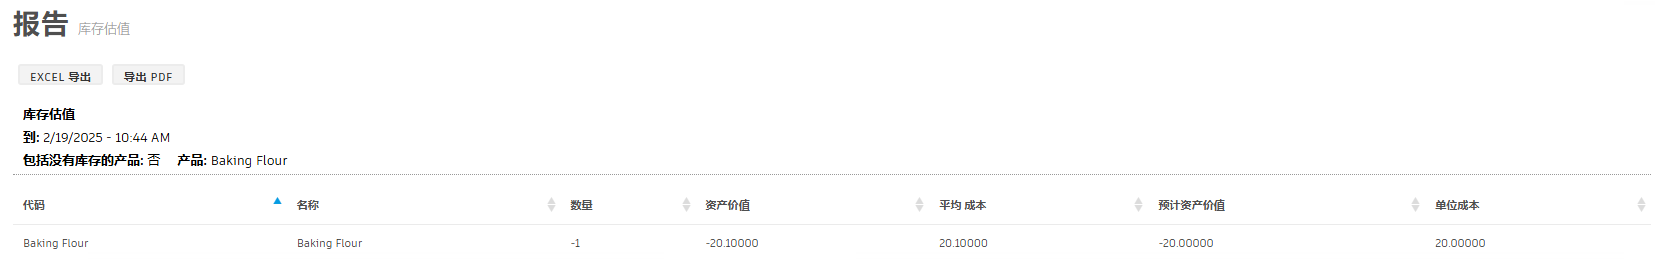 报告 库存估值
EXCEL 导出 导出 PDF
库存估值
到: 2/19/2025 - 10:44 AM
包括没有库存的产品: 否 产品: Baking Flour
代码 名称 数量 资产价值 平均 成本 预计资产价值 单位成本
Baking Flour Baking Flour -1 -20.10000 20.10000 -20.00000 20.00000